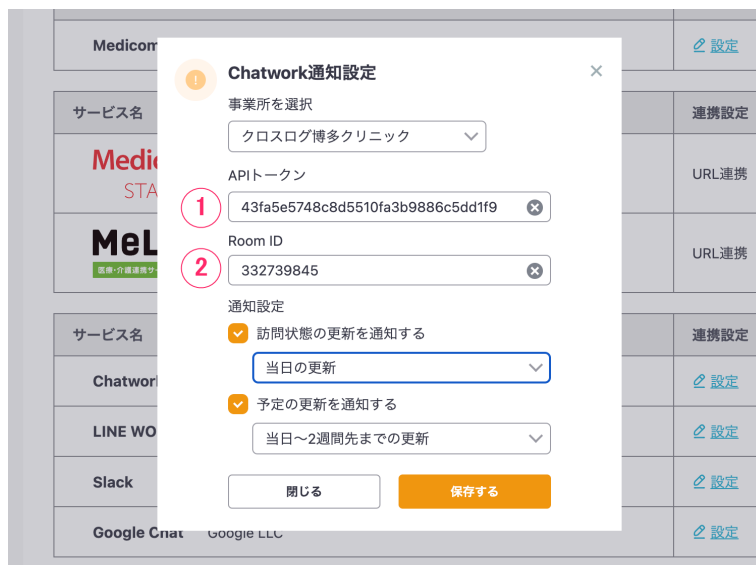 Medicom
設定
Chatwork通知設定
事業所を選択
クロスログ博多クリニック
サービス名
連携設定
APIトークン
URL連携
STA
1
43fa5e5748c8d5510fa3b9886c5dd1f9
Room ID
2
332739845
URL連携
通知設定
訪問状態の更新を通知する
サービス名
連携設定
当日の更新
設定
予定の更新を通知する
LINE WO
当日〜2週間先までの更新
設定
Slack
閉じる
保存する
設定
Google Chat
Google LLC
設定